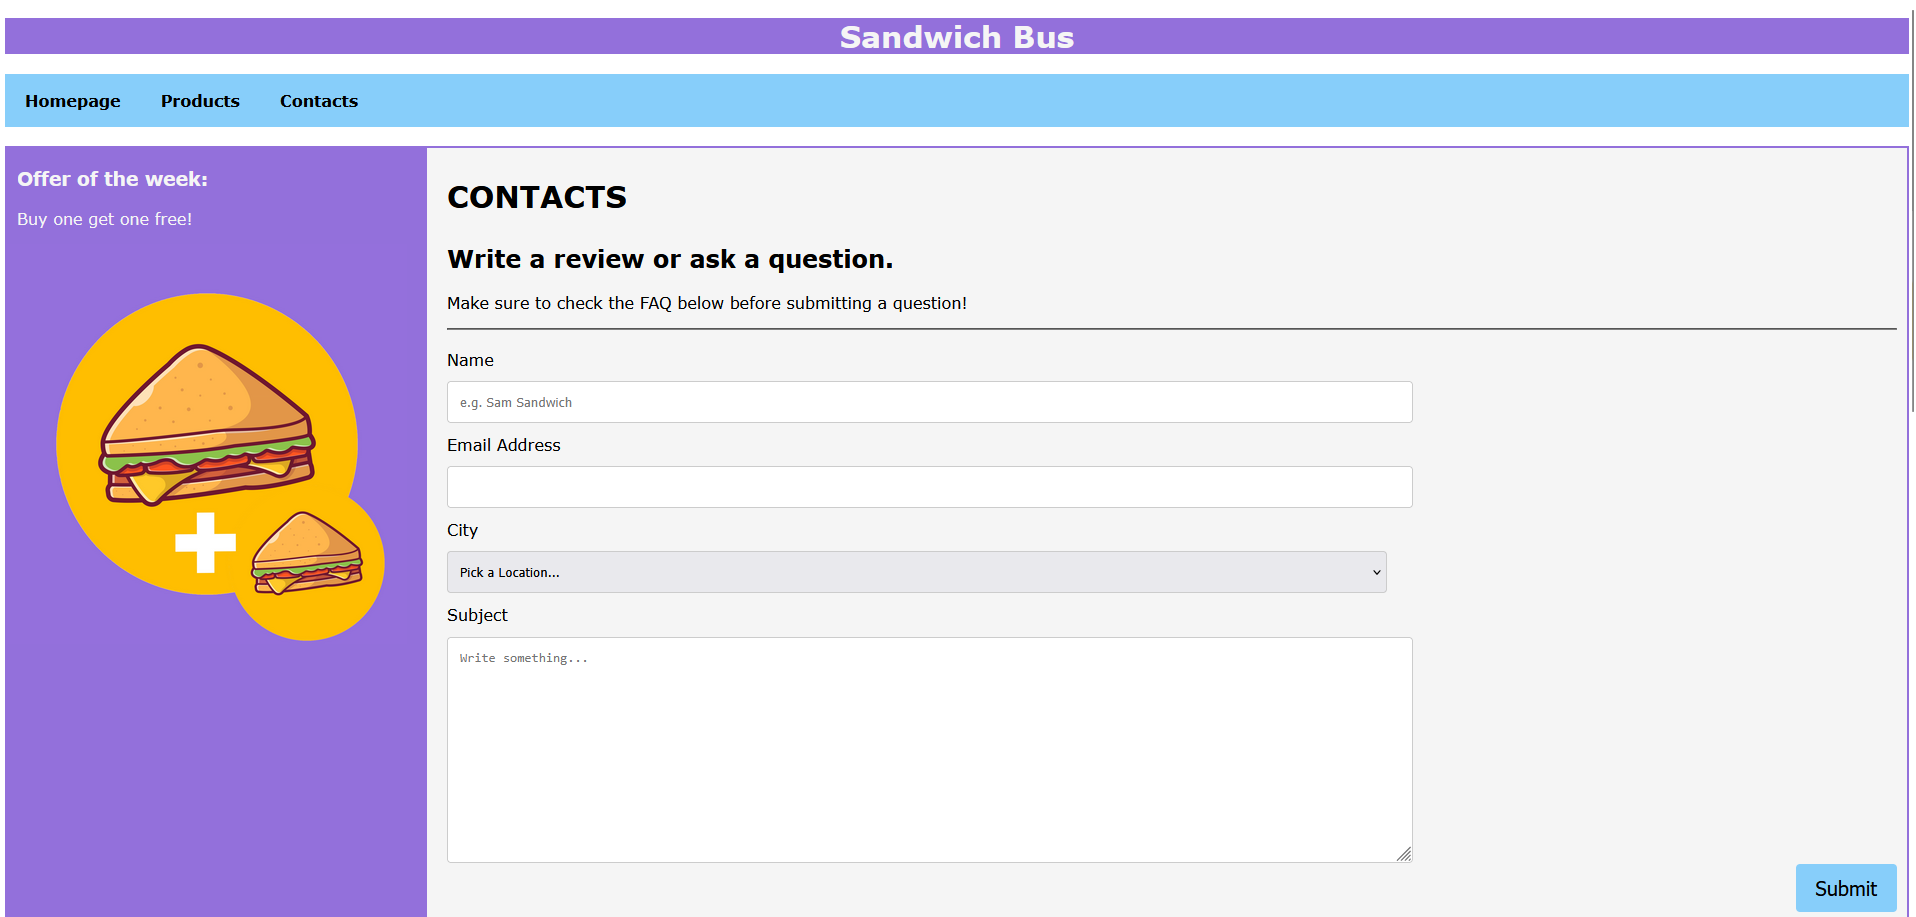 Sandwich Bus
Homepage Products Contacts
Offer of the week:
Buy one get one free!
CONTACTS
Write a review or ask a question.
Make sure to check the FAQ below before submitting a question!
Name
e.g. Sam Sandwich
Email Address
City
Pick a Location...
Subject
Write something...
Submit